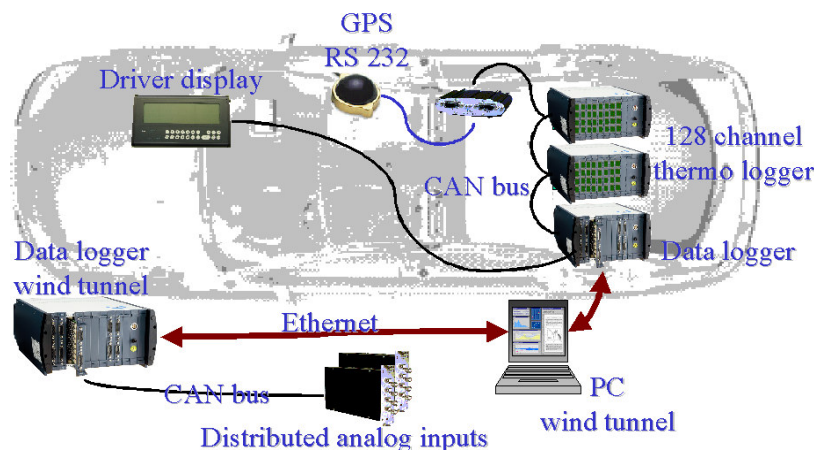 GPS
RS 232
Driver display
128 channel
thermo logger
CAN bus
Data logger
Data logger
wind tunnel
Ethernet
PC
wind tunnel
CAN bus
Distributed analog inputs